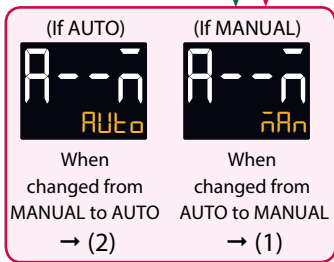 (If AUTO) (If MANUAL)
A--m̄ A--m̄
AUto m̄An
When When
changed from changed from
MANUAL to AUTO AUTO to MANUAL
→ (2) → (1)